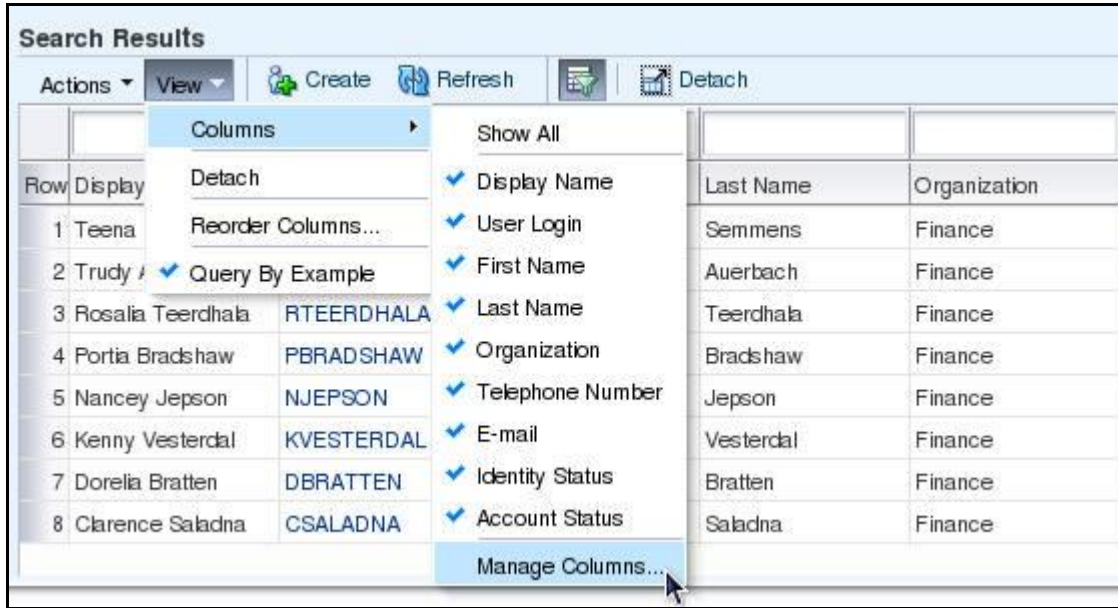 Search Results
Actions View Create Refresh Detach
Columns Show All
Row Display Last Name Organization
Detach Display Name
Reorder Columns... User Login
Query By Example First Name
1 Teena Semmens Finance
2 Trudy Auerbach Finance
3 Rosalia Teerdhala RTEERDHALA Last Name Teerdhala Finance
4 Portia Bradshaw PBRADSHAW Organization Bradshaw Finance
5 Nancey Jepson NJEPSON Telephone Number Jepson Finance
6 Kenny Vesterdal KVESTERDAL E-mail Vesterdal Finance
7 Dorelia Bratten DBRATTEN Identity Status Bratten Finance
8 Clarence Saladna CSALADNA Account Status Saladna Finance
Manage Columns...